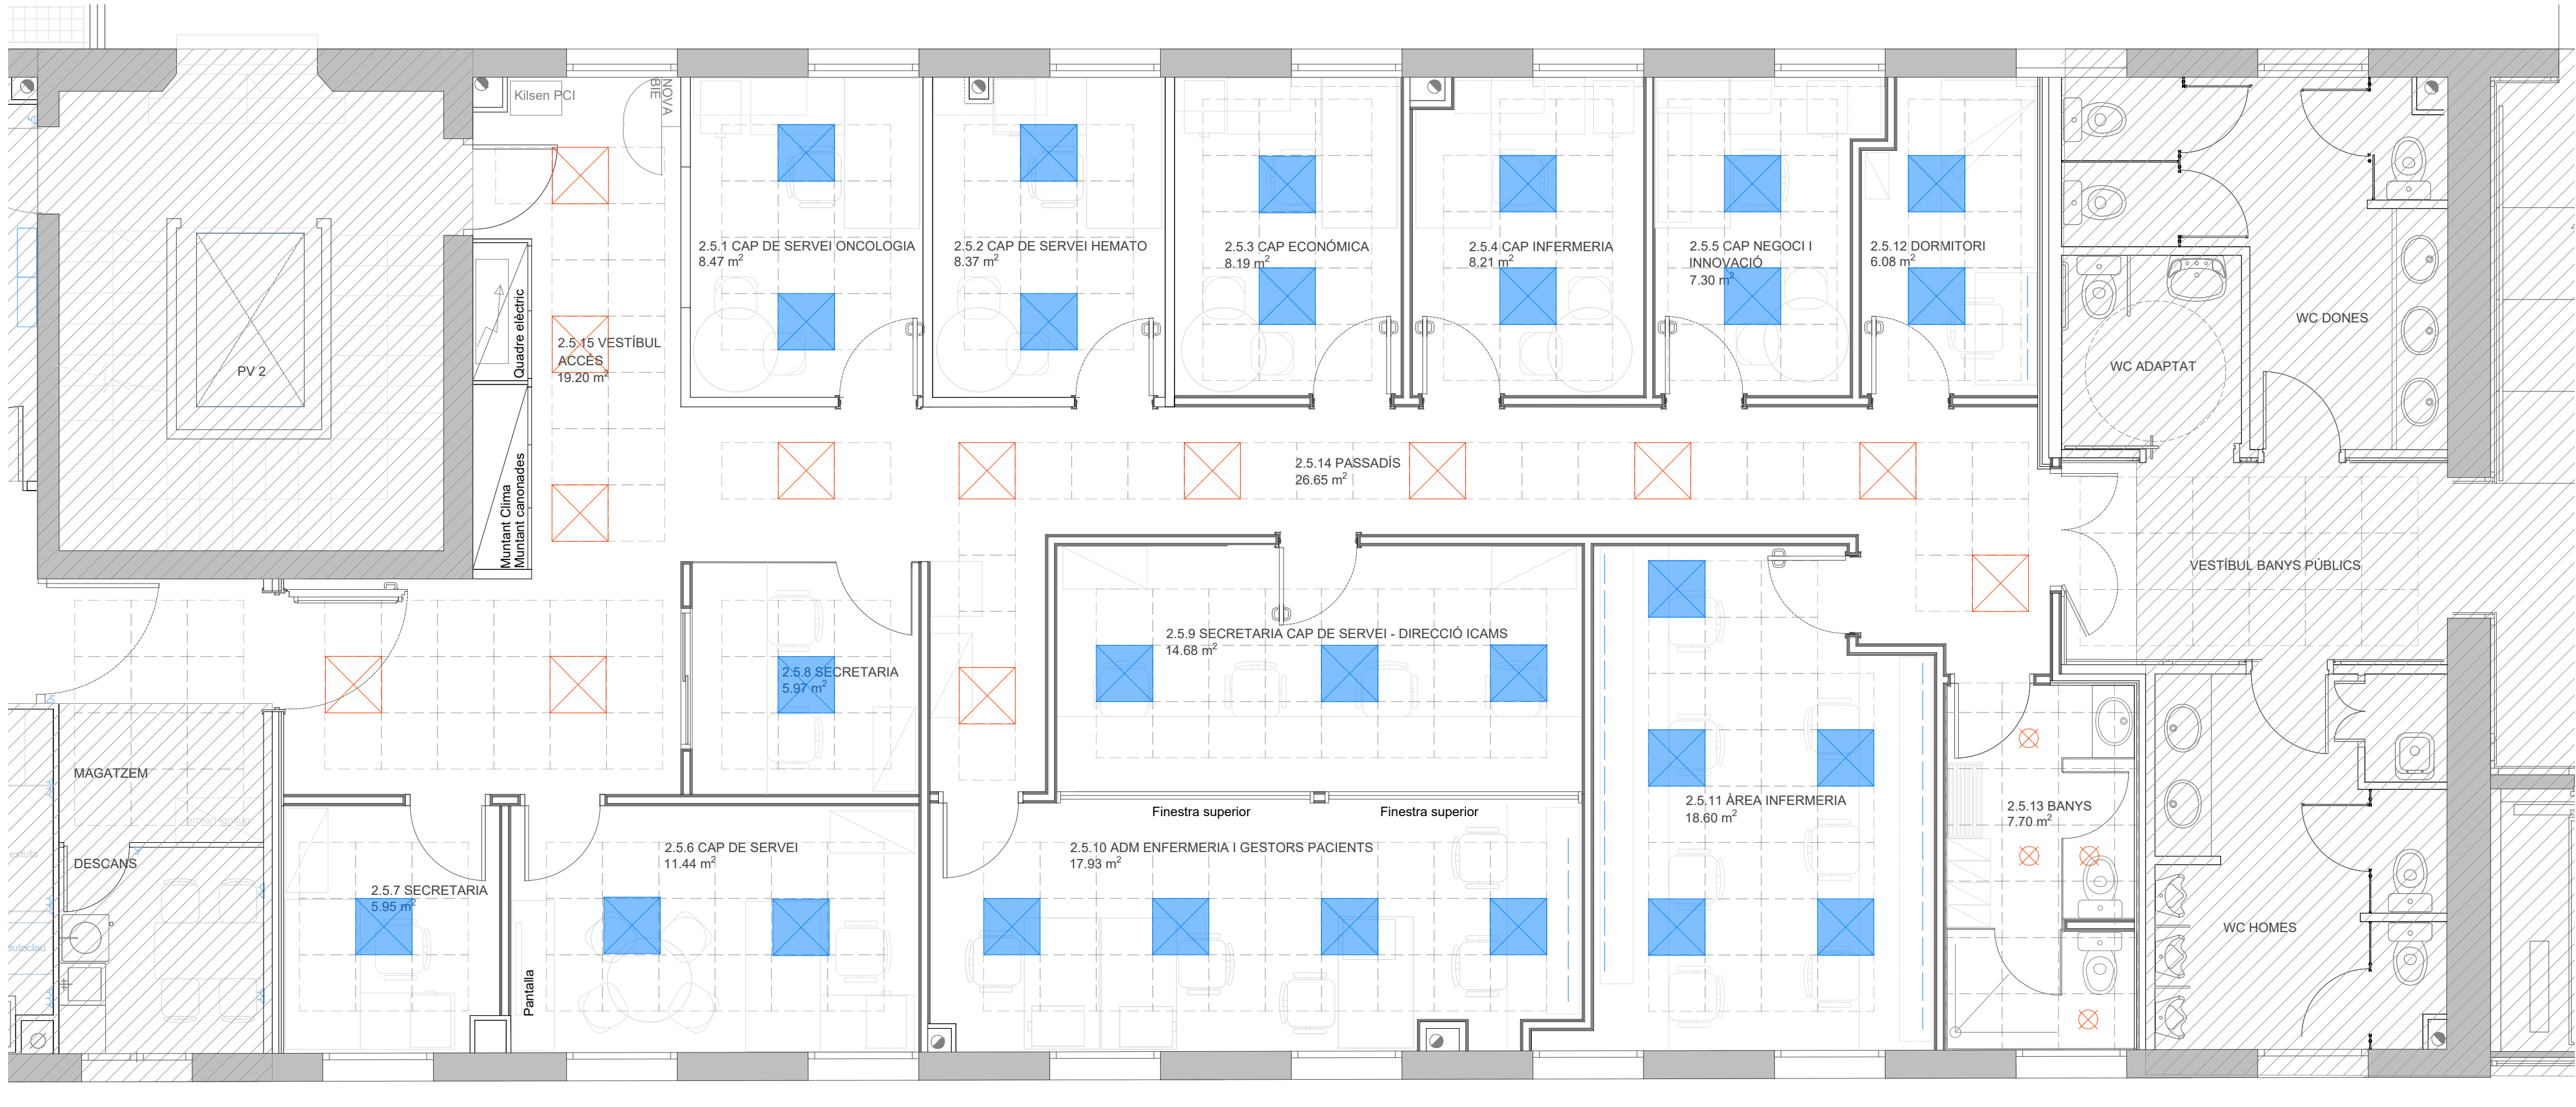 Kilsen PCI
NOVA
BIE
2.5.1 CAP DE SERVEI ONCOLOGIA
8.47 m²
2.5.2 CAP DE SERVEI HEMATO
8.37 m²
2.5.3 CAP ECONÓMICA
8.19 m²
2.5.4 CAP INFERMERIA
8.21 m²
2.5.5 CAP NEGOCI I
INNOVACIÓ
7.30 m²
2.5.12 DORMITORI
6.08 m²
WC DONES
WC ADAPTAT
PV 2
Quadre elèctric
2.5.15 VESTÍBUL
ACCÈS
19.20 m²
Muntant Clima
Muntant canonades
2.5.14 PASSADÍS
26.65 m²
VESTÍBUL BANYS PÚBLICS
2.5.9 SECRETARIA CAP DE SERVEI - DIRECCIÓ ICAMS
14.68 m²
2.5.8 SECRETARIA
5.97 m²
MAGATZEM
armari ignífug
Finestra superior
Finestra superior
2.5.11 ÀREA INFERMERIA
18.60 m²
2.5.13 BANYS
7.70 m²
estufa
DESCANS
2.5.6 CAP DE SERVEI
11.44 m²
2.5.10 ADM ENFERMERIA I GESTORS PACIENTS
17.93 m²
2.5.7 SECRETARIA
5.95 m²
autoclau
Pantalla
WC HOMES